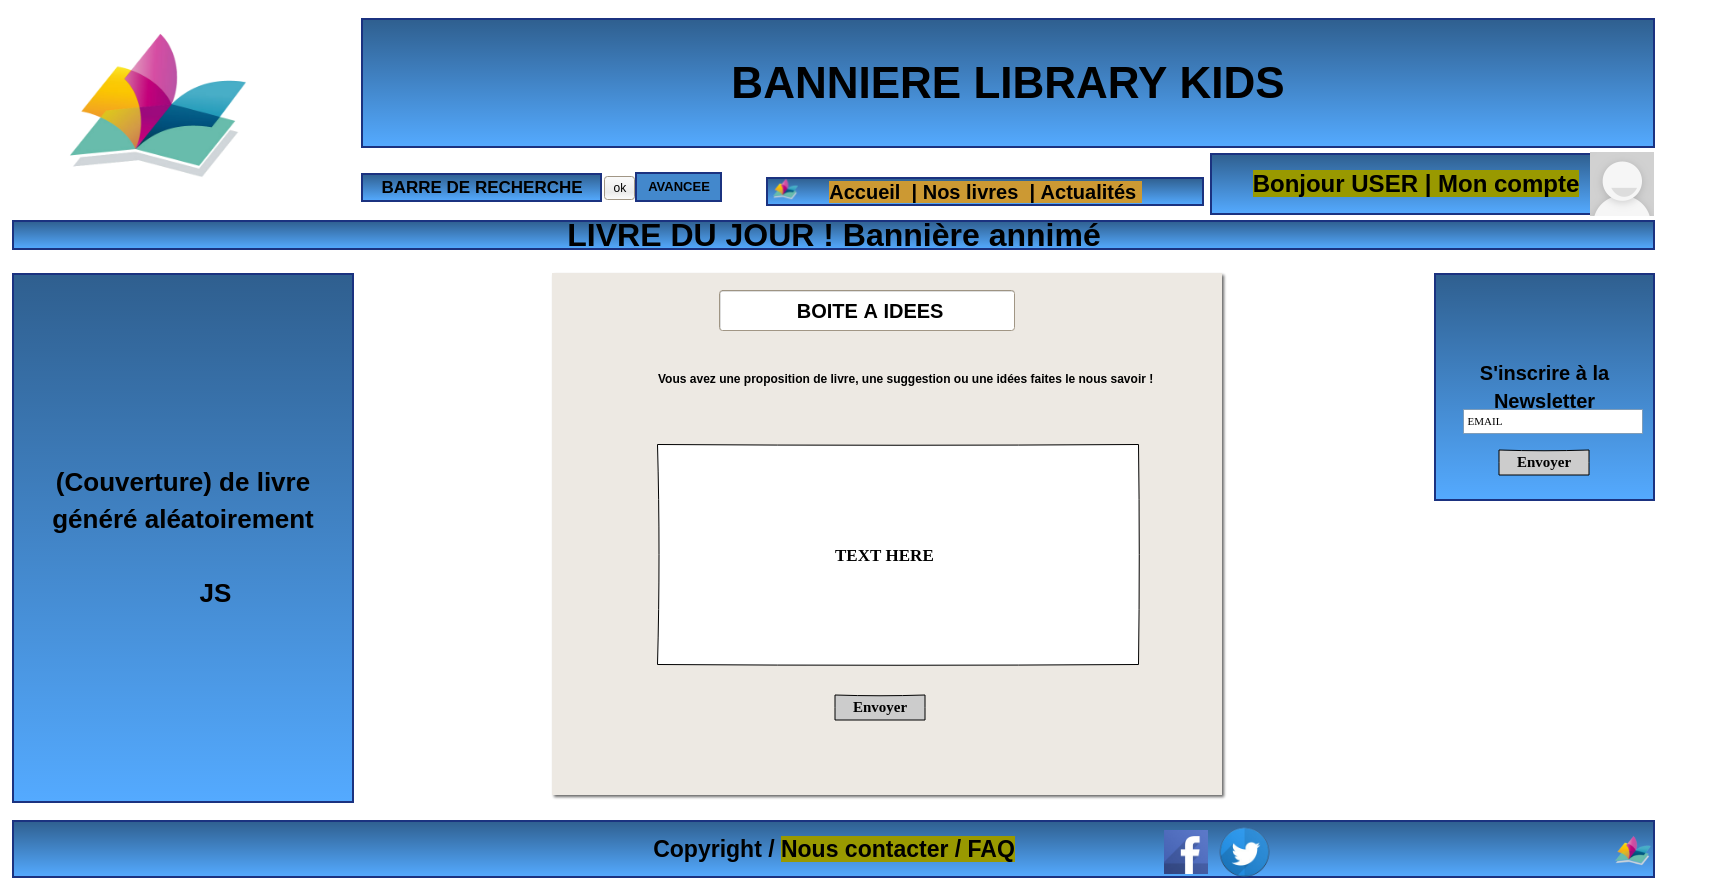 BANNIERE LIBRARY KIDS
BARRE DE RECHERCHE
ok
AVANCEE
Accueil | Nos livres | Actualités
Bonjour USER | Mon compte
LIVRE DU JOUR ! Bannière annimé
(Couverture) de livre
généré aléatoirement
JS
BOITE A IDEES
Vous avez une proposition de livre, une suggestion ou une idées faites le nous savoir !
TEXT HERE
Envoyer
S'inscrire à la
Newsletter
EMAIL
Envoyer
Copyright / Nous contacter / FAQ